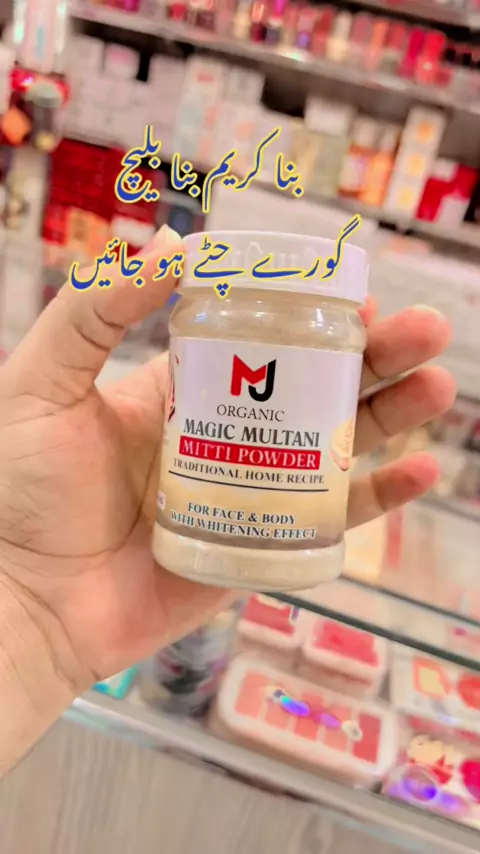 بنا کریم بنا بلیچ
گورے چٹے ہو جائیں
MJ
ORGANIC
MAGIC MULTANI
MITTI POWDER
TRADITIONAL HOME RECIPE
FOR FACE & BODY
WITH WHITENING EFFECT